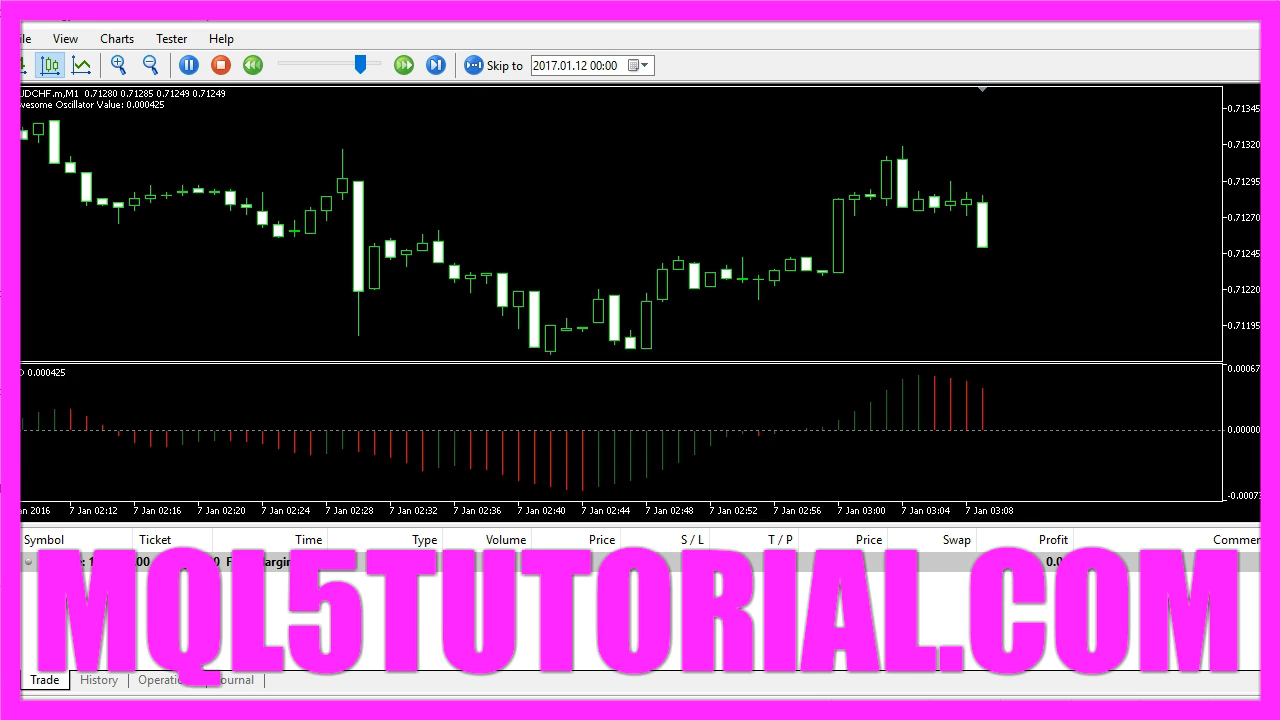 View Charts Tester Help
Skip to 2017.01.12 00:00
UDCHF.m,M1 0.71280 0.71285 0.71249 0.71249
wesome Oscillator Value: 0.000425
0.71345
0.71320
0.71295
0.71270
0.71245
0.71220
0.71195
0.000425
0.00067
0.00000
-0.00073
an 2016 7 Jan 02:12 7 Jan 02:16 7 Jan 02:20 7 Jan 02:24 7 Jan 02:28 7 Jan 02:32 7 Jan 02:36 7 Jan 02:40 7 Jan 02:44 7 Jan 02:48 7 Jan 02:52 7 Jan 02:56 7 Jan 03:00 7 Jan 03:04 7 Jan 03:08
Symbol Ticket Time Type Volume Price S / L T / P Price Swap Profit Commen
MQL5TUTORIAL.COM
Trade History